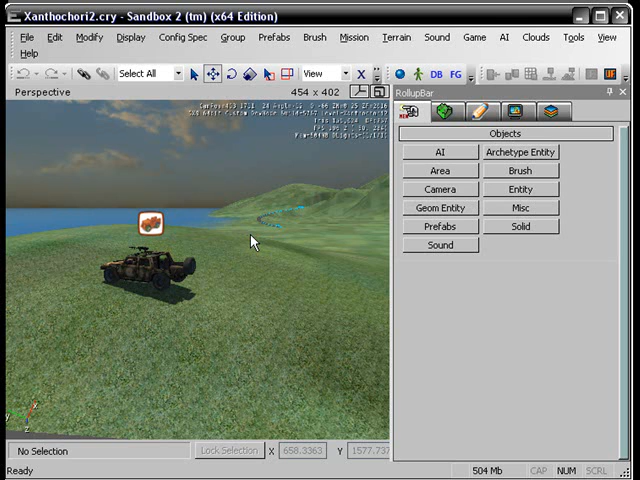 Xanthochori2.cry - Sandbox 2 (tm) (x64 Edition)
File Edit Modify Display Config Spec Group Prefabs Brush Mission Terrain Sound Game AI Clouds Tools View
Help
Select All View X DB FG
Perspective 454 x 402
RollupBar
Objects
AI Archetype Entity
Area Brush
Camera Entity
Geom Entity Misc
Prefabs Solid
Sound
No Selection Lock Selection X 658.3363 Y 1577.737
Ready 504 Mb CAP NUM SCRL